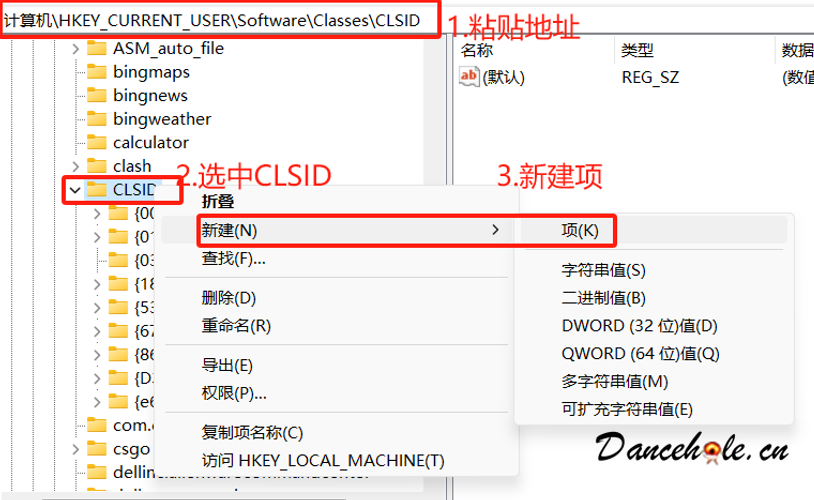 计算机\HKEY_CURRENT_USER\Software\Classes\CLSID
1.粘贴地址
ASM_auto_file
bingmaps
bingnews
bingweather
calculator
clash
CLSID
{00
{01
{03
{18
{53
{67
{86
{D
{e6
com.
csgo
名称 类型 数据
(默认) REG_SZ (数值
2.选中CLSID
3.新建项
折叠
新建(N)
查找(F)...
删除(D)
重命名(R)
导出(E)
权限(P)...
复制项名称(C)
访问 HKEY_LOCAL_MACHINE(T)
项(K)
字符串值(S)
二进制值(B)
DWORD (32 位)值(D)
QWORD (64 位)值(Q)
多字符串值(M)
可扩充字符串值(E)
Dancehole.cn